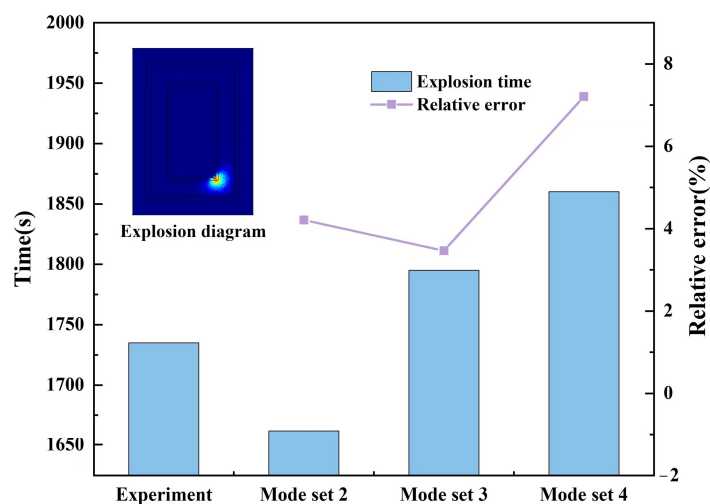 2000
1950
1900
1850
1800
1750
1700
1650
Time(s)
Explosion diagram
Explosion time
Relative error
8
6
4
2
0
−2
Relative error(%)
Experiment Mode set 2 Mode set 3 Mode set 4